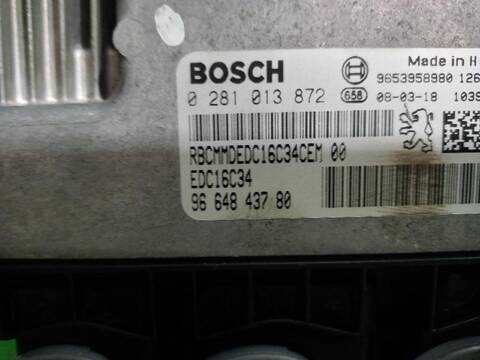 Made in H
BOSCH
9653958980 126
0 281 013 872
658
08-03-18 1039
RBCMMDEDC16C34CEM 00
EDC16C34
96 648 437 80